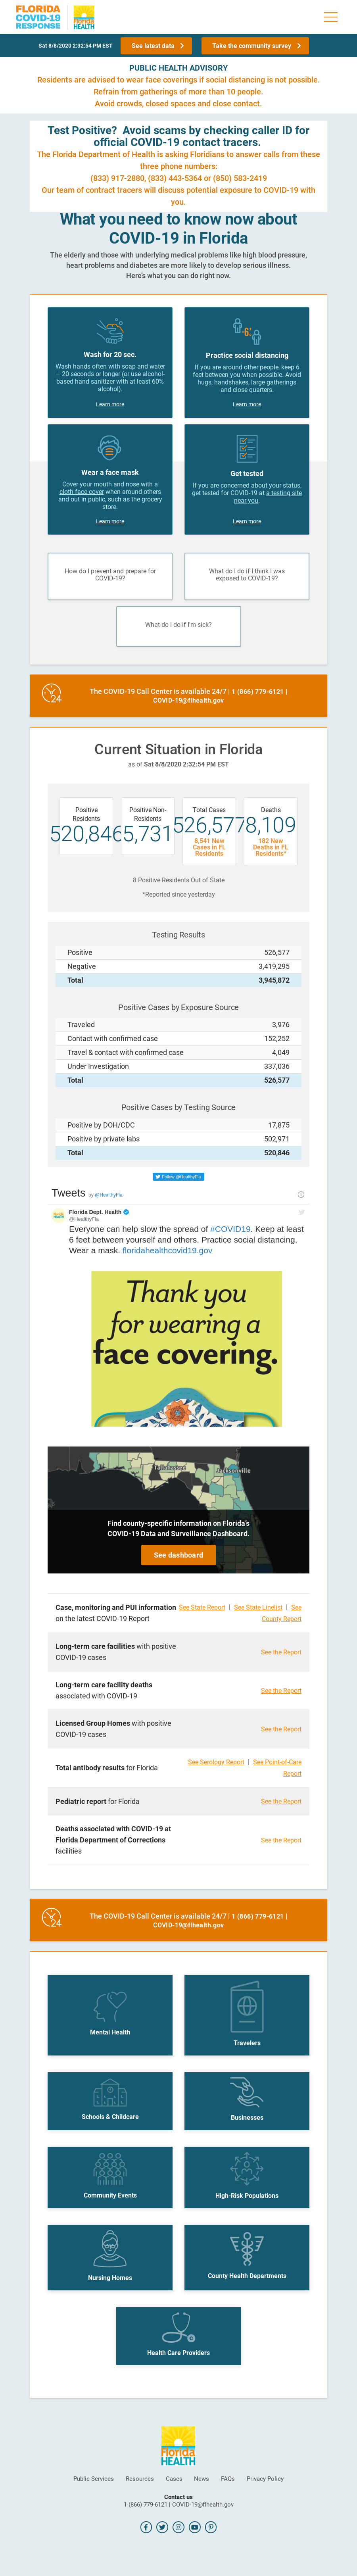 FLORIDA
COVID-19
RESPONSE
Florida
HEALTH
Sat 8/8/2020 2:32:54 PM EST
See latest data
Take the community survey
PUBLIC HEALTH ADVISORY
Residents are advised to wear face coverings if social distancing is not possible.
Refrain from gatherings of more than 10 people.
Avoid crowds, closed spaces and close contact.
Test Positive? Avoid scams by checking caller ID for
official COVID-19 contact tracers.
The Florida Department of Health is asking Floridians to answer calls from these
three phone numbers:
(833) 917-2880, (833) 443-5364 or (850) 583-2419
Our team of contract tracers will discuss potential exposure to COVID-19 with
you.
What you need to know now about
COVID-19 in Florida
The elderly and those with underlying medical problems like high blood pressure,
heart problems and diabetes are more likely to develop serious illness.
Here's what you can do right now.
Wash for 20 sec.
Wash hands often with soap and water
– 20 seconds or longer (or use alcohol-
based hand sanitizer with at least 60%
alcohol).
Learn more
6'
Practice social distancing
If you are around other people, keep 6
feet between you when possible. Avoid
hugs, handshakes, large gatherings
and close quarters.
Learn more
Wear a face mask
Cover your mouth and nose with a
cloth face cover when around others
and out in public, such as the grocery
store.
Learn more
Get tested
If you are concerned about your status,
get tested for COVID-19 at a testing site
near you.
Learn more
How do I prevent and prepare for
COVID-19?
What do I do if I think I was
exposed to COVID-19?
What do I do if I'm sick?
24
The COVID-19 Call Center is available 24/7 | 1 (866) 779-6121 |
COVID-19@flhealth.gov
Current Situation in Florida
as of Sat 8/8/2020 2:32:54 PM EST
Positive
Residents
520,846
Positive Non-
Residents
5,731
Total Cases
526,577
8,541 New
Cases in FL
Residents
Deaths
8,109
182 New
Deaths in FL
Residents*
8 Positive Residents Out of State
*Reported since yesterday
Testing Results
Positive 526,577
Negative 3,419,295
Total 3,945,872
Positive Cases by Exposure Source
Traveled 3,976
Contact with confirmed case 152,252
Travel & contact with confirmed case 4,049
Under Investigation 337,036
Total 526,577
Positive Cases by Testing Source
Positive by DOH/CDC 17,875
Positive by private labs 502,971
Total 520,846
Follow @HealthyFla
Tweets by @HealthyFla
Florida Dept. Health
@HealthyFla
Everyone can help slow the spread of #COVID19. Keep at least
6 feet between yourself and others. Practice social distancing.
Wear a mask. floridahealthcovid19.gov
Thank you
for wearing a
face covering.
Tallahassee
Jacksonville
Find county-specific information on Florida's
COVID-19 Data and Surveillance Dashboard.
See dashboard
Case, monitoring and PUI information
on the latest COVID-19 Report
See State Report | See State Linelist | See
County Report
Long-term care facilities with positive
COVID-19 cases
See the Report
Long-term care facility deaths
associated with COVID-19
See the Report
Licensed Group Homes with positive
COVID-19 cases
See the Report
Total antibody results for Florida
See Serology Report | See Point-of-Care
Report
Pediatric report for Florida
See the Report
Deaths associated with COVID-19 at
Florida Department of Corrections
facilities
See the Report
24
The COVID-19 Call Center is available 24/7 | 1 (866) 779-6121 |
COVID-19@flhealth.gov
Mental Health
Travelers
Schools & Childcare
Businesses
Community Events
High-Risk Populations
Nursing Homes
County Health Departments
Health Care Providers
Florida
HEALTH
Public Services Resources Cases News FAQs Privacy Policy
Contact us
1 (866) 779-6121 | COVID-19@flhealth.gov